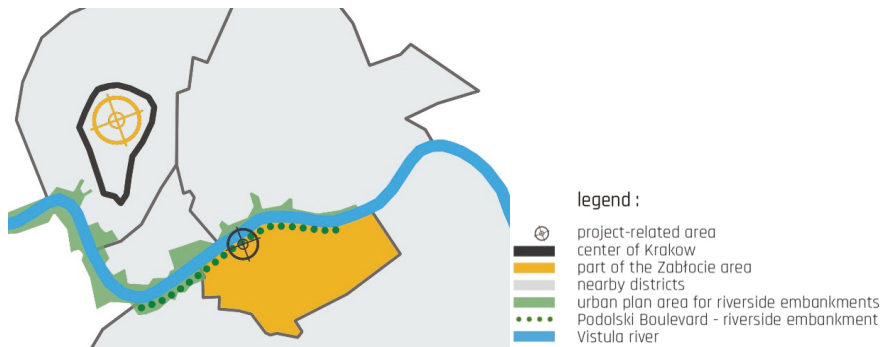 legend :
project-related area
center of Krakow
part of the Zabłocie area
nearby districts
urban plan area for riverside embankments
Podolski Boulevard - riverside embankment
Vistula river